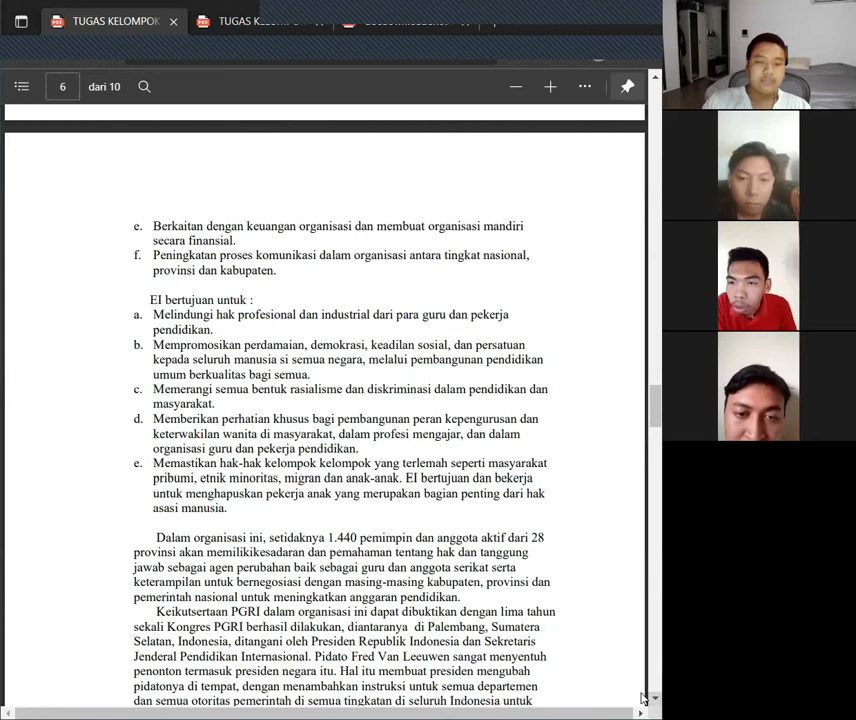 TUGAS KELOMPOK
TUGAS
6
dari 10
e. Berkaitan dengan keuangan organisasi dan membuat organisasi mandiri
secara finansial.
f. Peningkatan proses komunikasi dalam organisasi antara tingkat nasional,
provinsi dan kabupaten.
EI bertujuan untuk :
a. Melindungi hak profesional dan industrial dari para guru dan pekerja
pendidikan.
b. Mempromosikan perdamaian, demokrasi, keadilan sosial, dan persatuan
kepada seluruh manusia si semua negara, melalui pembangunan pendidikan
umum berkualitas bagi semua.
c. Memerangi semua bentuk rasialisme dan diskriminasi dalam pendidikan dan
masyarakat.
d. Memberikan perhatian khusus bagi pembangunan peran kepengurusan dan
keterwakilan wanita di masyarakat, dalam profesi mengajar, dan dalam
organisasi guru dan pekerja pendidikan.
e. Memastikan hak-hak kelompok kelompok yang terlemah seperti masyarakat
pribumi, etnik minoritas, migran dan anak-anak. EI bertujuan dan bekerja
untuk menghapuskan pekerja anak yang merupakan bagian penting dari hak
asasi manusia.
Dalam organisasi ini, setidaknya 1.440 pemimpin dan anggota aktif dari 28
provinsi akan memilikikesadaran dan pemahaman tentang hak dan tanggung
jawab sebagai agen perubahan baik sebagai guru dan anggota serikat serta
keterampilan untuk bernegosiasi dengan masing-masing kabupaten, provinsi dan
pemerintah nasional untuk meningkatkan anggaran pendidikan.
Keikutsertaan PGRI dalam organisasi ini dapat dibuktikan dengan lima tahun
sekali Kongres PGRI berhasil dilakukan, diantaranya di Palembang, Sumatera
Selatan, Indonesia, ditangani oleh Presiden Republik Indonesia dan Sekretaris
Jenderal Pendidikan Internasional. Pidato Fred Van Leeuwen sangat menyentuh
penonton termasuk presiden negara itu. Hal itu membuat presiden mengubah
pidatonya di tempat, dengan menambahkan instruksi untuk semua departemen
dan semua otoritas pemerintah di semua tingkatan di seluruh Indonesia untuk